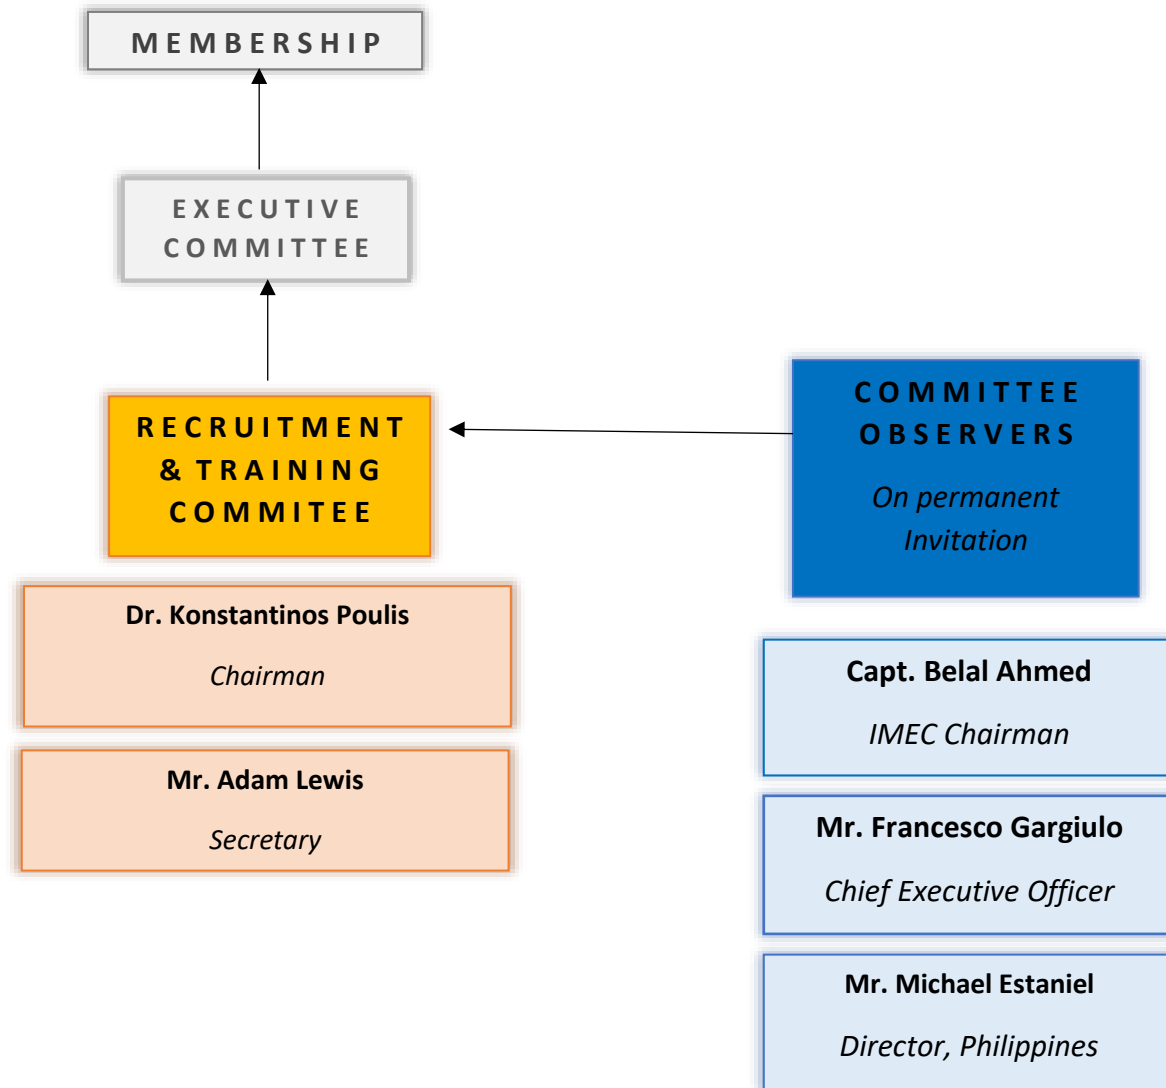 MEMBERSHIP
EXECUTIVE
COMMITTEE
RECRUITMENT
& TRAINING
COMMITEE
Dr. Konstantinos Poulis
Chairman
Mr. Adam Lewis
Secretary
COMMITTEE
OBSERVERS
On permanent
Invitation
Capt. Belal Ahmed
IMEC Chairman
Mr. Francesco Gargiulo
Chief Executive Officer
Mr. Michael Estaniel
Director, Philippines